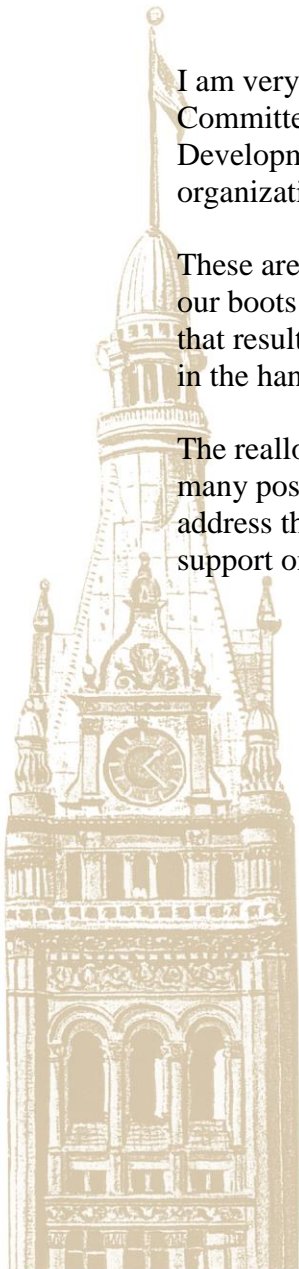 I am very
Committe
Developm
organizati
These are
our boots
that result
in the han
The reallo
many pos
address th
support o